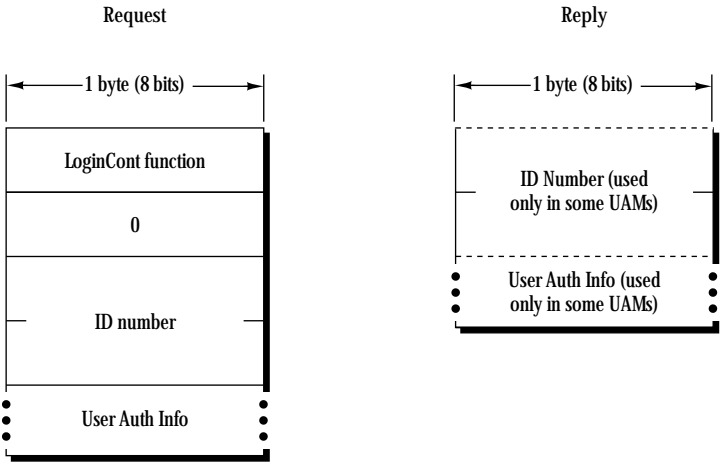 Request
1 byte (8 bits)
LoginCont function
0
ID number
User Auth Info
Reply
1 byte (8 bits)
ID Number (used
only in some UAMs)
User Auth Info (used
only in some UAMs)